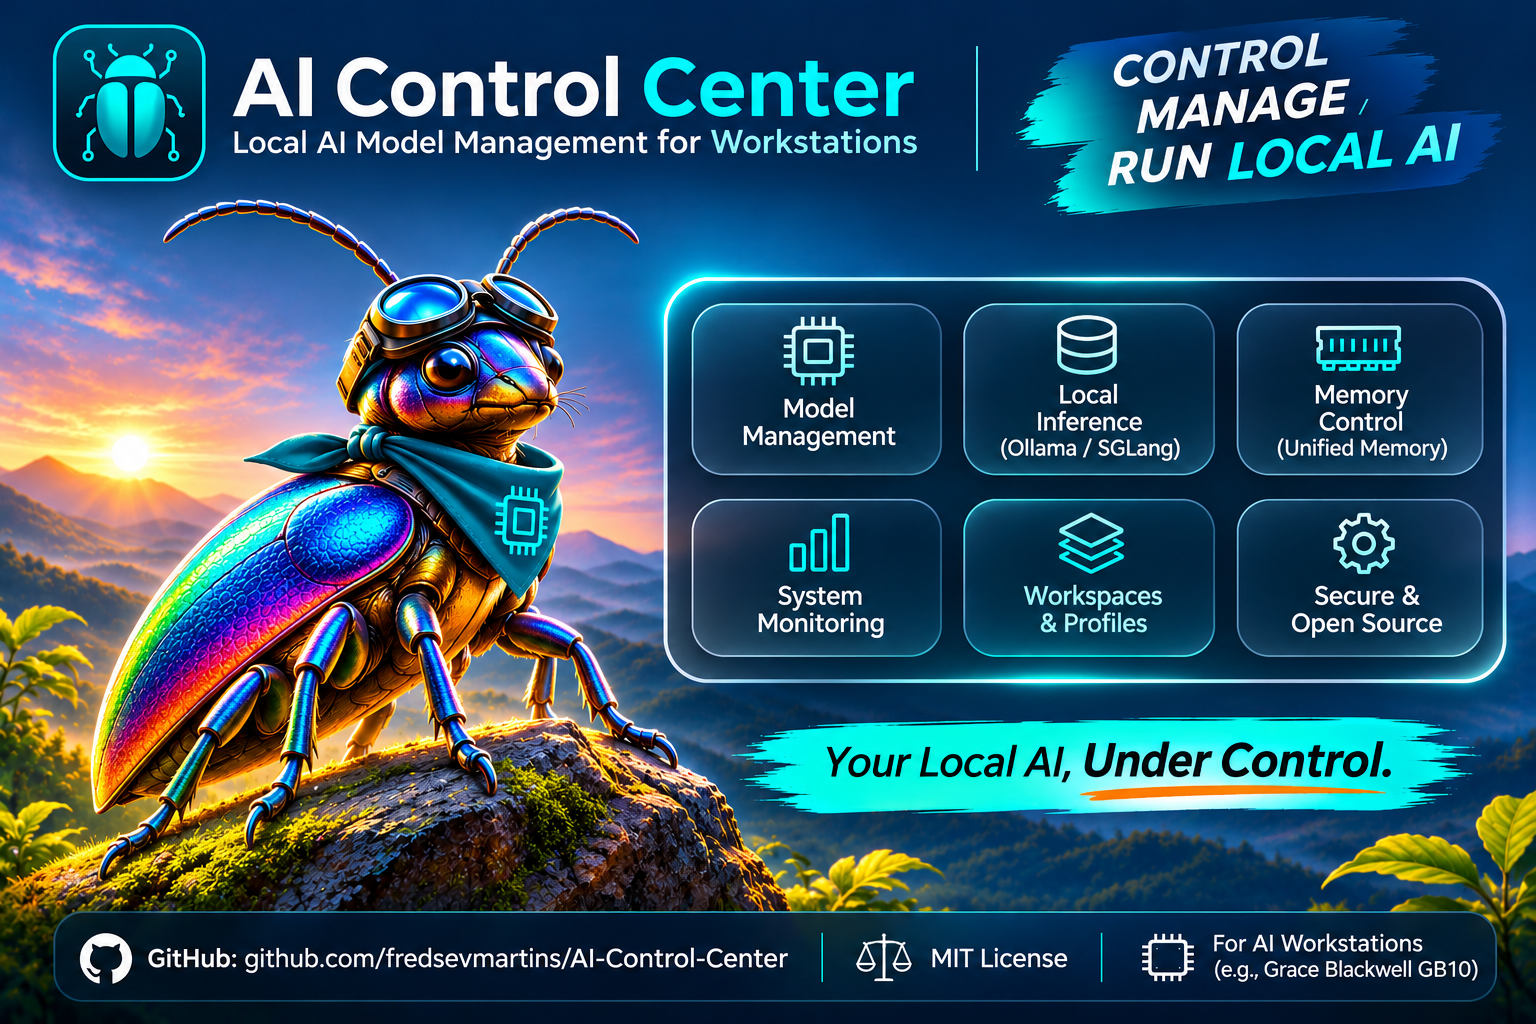 AI Control Center
Local AI Model Management for Workstations
CONTROL
MANAGE /
RUN LOCAL AI
Model
Management
Local
Inference
(Ollama / SGLang)
Memory
Control
(Unified Memory)
System
Monitoring
Workspaces
& Profiles
Secure &
Open Source
Your Local AI, Under Control.
GitHub: github.com/fredsevmartins/AI-Control-Center
MIT License
For AI Workstations
(e.g., Grace Blackwell GB10)